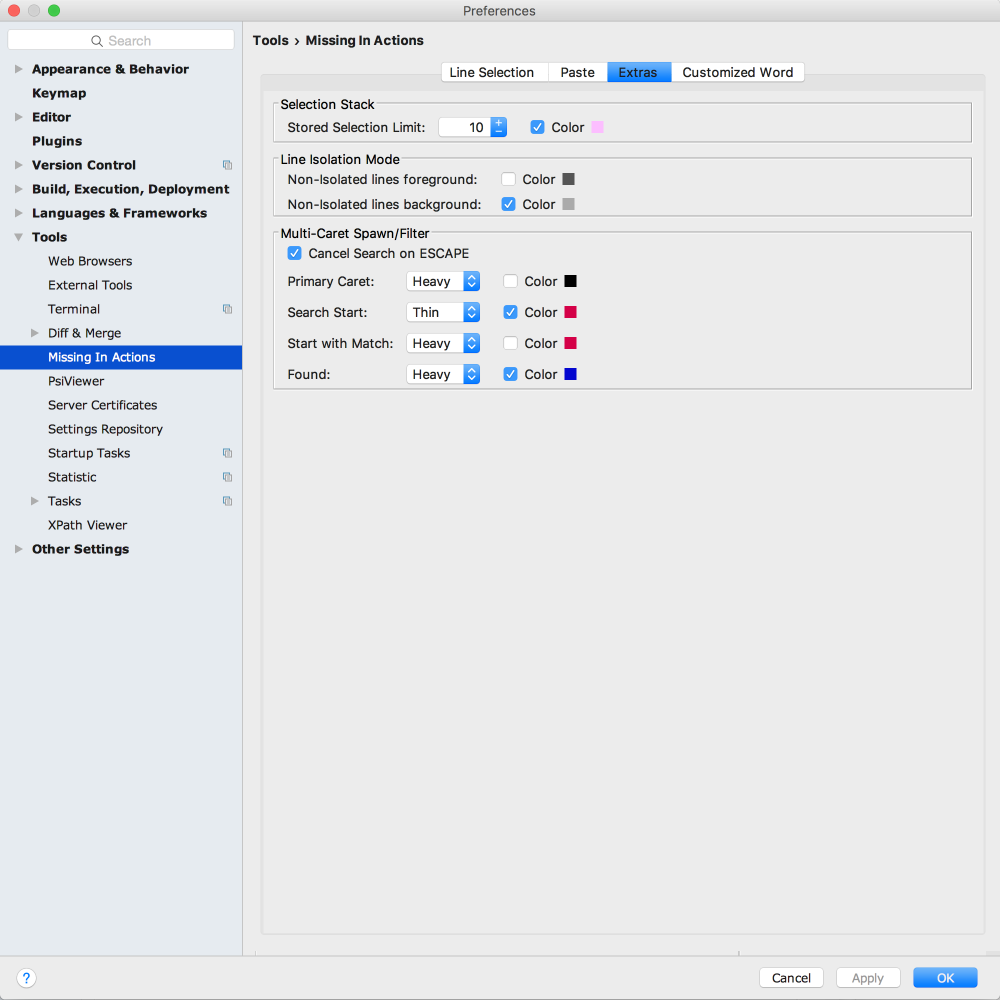 Preferences
Search
Appearance & Behavior
Keymap
Editor
Plugins
Version Control
Build, Execution, Deployment
Languages & Frameworks
Tools
Web Browsers
External Tools
Terminal
Diff & Merge
Missing In Actions
PsiViewer
Server Certificates
Settings Repository
Startup Tasks
Statistic
Tasks
XPath Viewer
Other Settings
Tools › Missing In Actions
Line Selection Paste Extras Customized Word
Selection Stack
Stored Selection Limit: 10 Color
Line Isolation Mode
Non-Isolated lines foreground: Color
Non-Isolated lines background: Color
Multi-Caret Spawn/Filter
Cancel Search on ESCAPE
Primary Caret: Heavy Color
Search Start: Thin Color
Start with Match: Heavy Color
Found: Heavy Color
? Cancel Apply OK